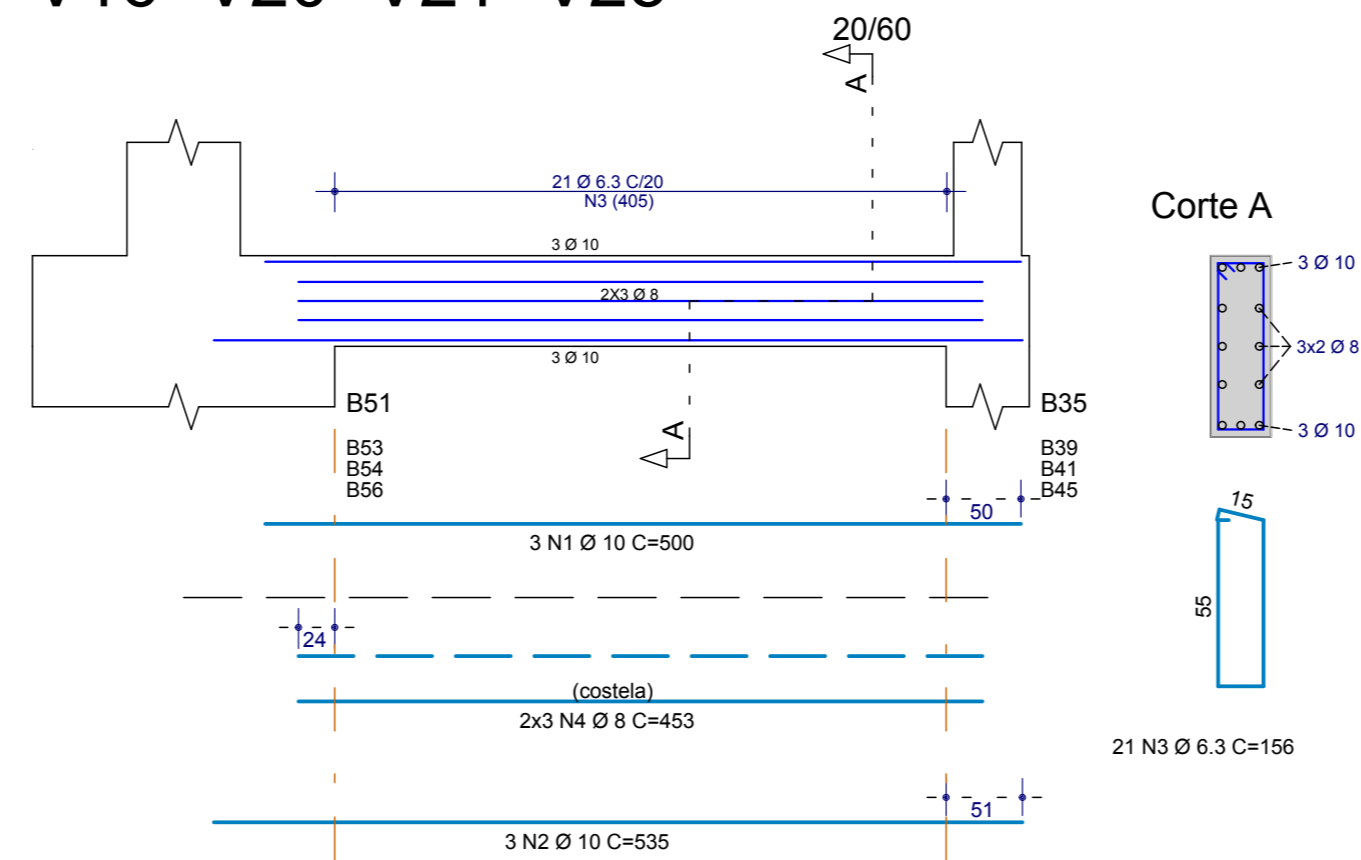 20/60
A
21 Ø 6.3 C/20
N3 (405)
3 Ø 10
2X3 Ø 8
3 Ø 10
A
B51
B53
B54
B56
B35
B39
B41
B45
Corte A
3 Ø 10
3x2 Ø 8
3 Ø 10
50
3 N1 Ø 10 C=500
24
(costela)
2x3 N4 Ø 8 C=453
51
3 N2 Ø 10 C=535
15
55
21 N3 Ø 6.3 C=156